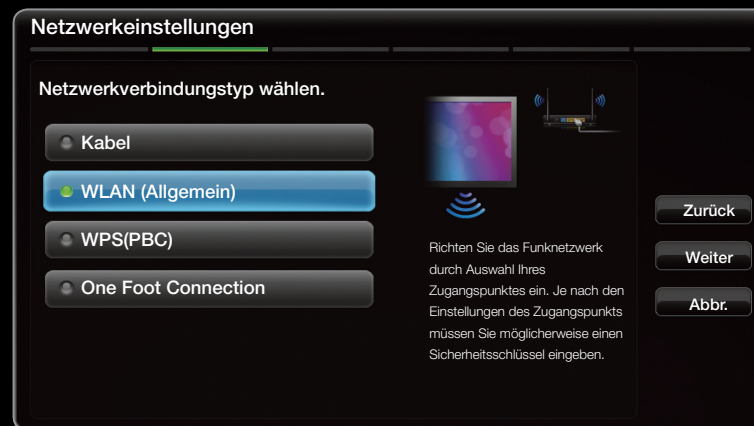 Netzwerkeinstellungen
Netzwerkverbindungstyp wählen.
Kabel
WLAN (Allgemein)
WPS(PBC)
One Foot Connection
Richten Sie das Funknetzwerk
durch Auswahl Ihres
Zugangspunktes ein. Je nach den
Einstellungen des Zugangspunkts
müssen Sie möglicherweise einen
Sicherheitsschlüssel eingeben.
Zurück
Weiter
Abbr.